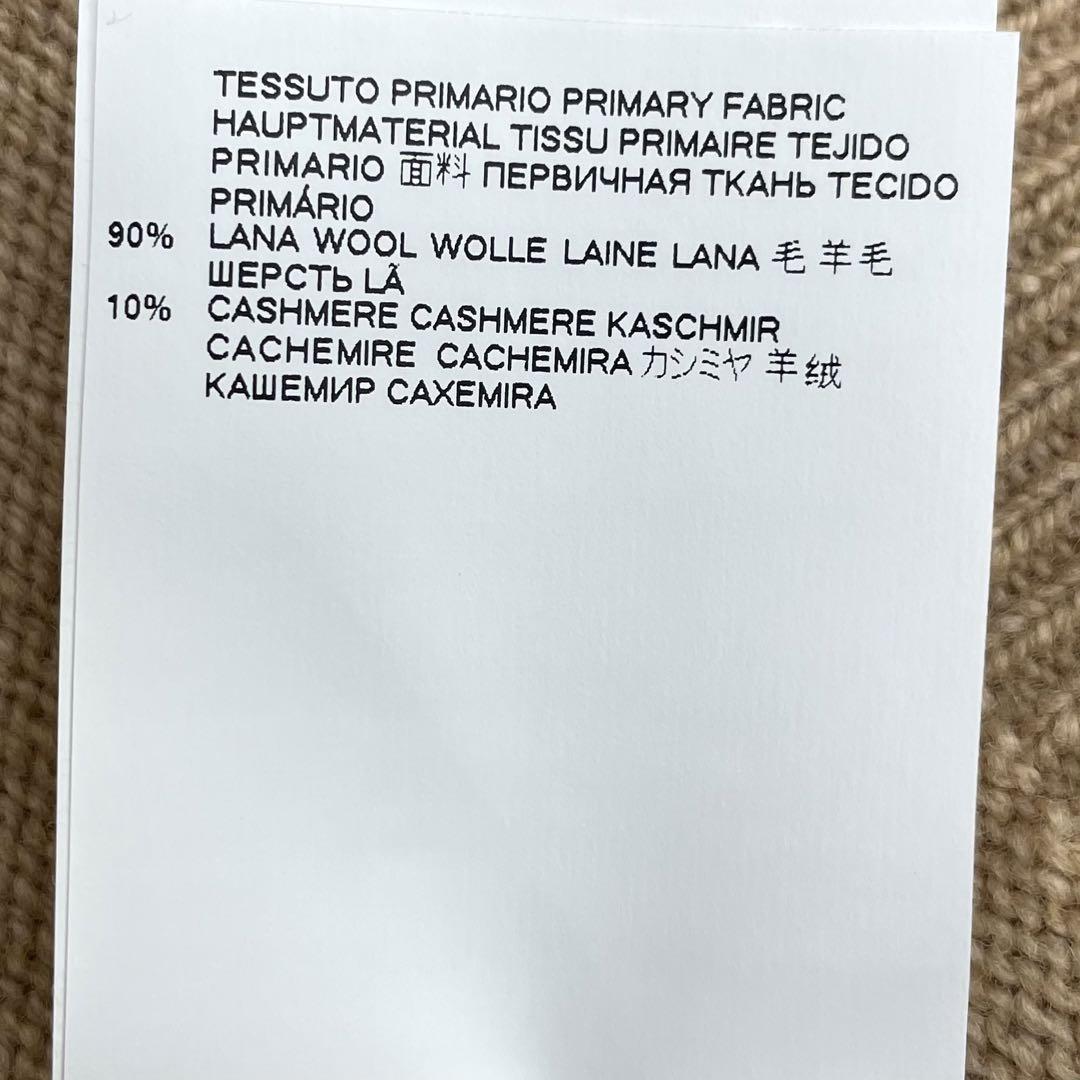 TESSUTO PRIMARIO PRIMARY FABRIC
HAUPTMATERIAL TISSU PRIMAIRE TEJIDO
PRIMARIO 面料 ПЕРВИЧНАЯ ТКАНЬ TECIDO
PRIMÁRIO
90% LANA WOOL WOLLE LAINE LANA 毛 羊毛
ШЕРСТЬ LÃ
10% CASHMERE CASHMERE KASCHMIR
CACHEMIRE CACHEMIRA カシミヤ 羊绒
КАШЕМИР CAXEMIRA